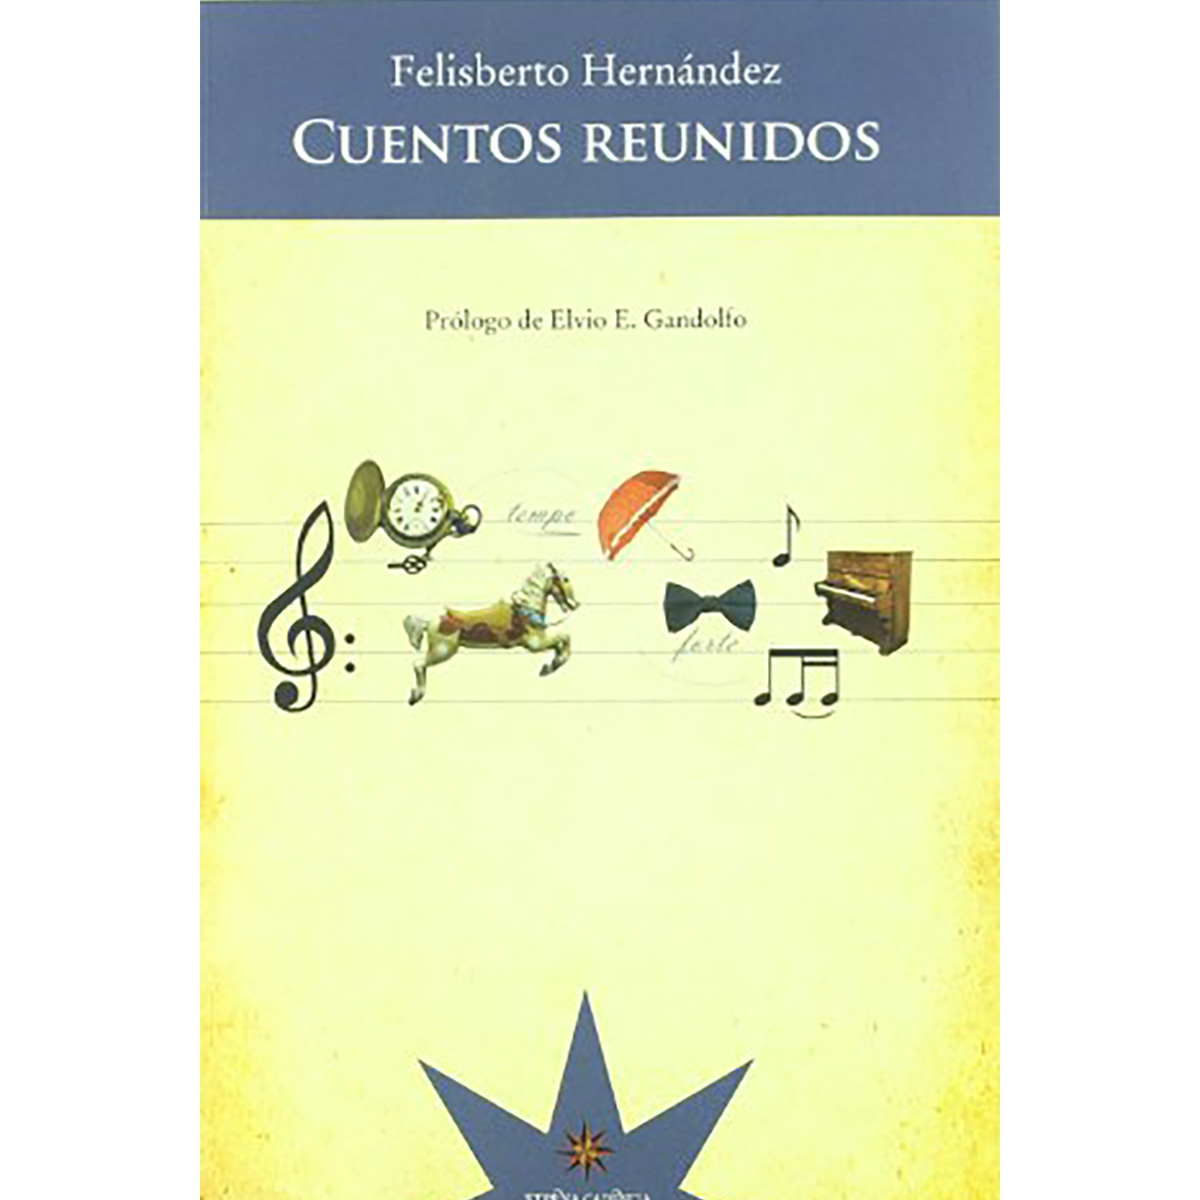 Felisberto Hernández
CUENTOS REUNIDOS
Prólogo de Elvio E. Gandolfo
tempo
forte